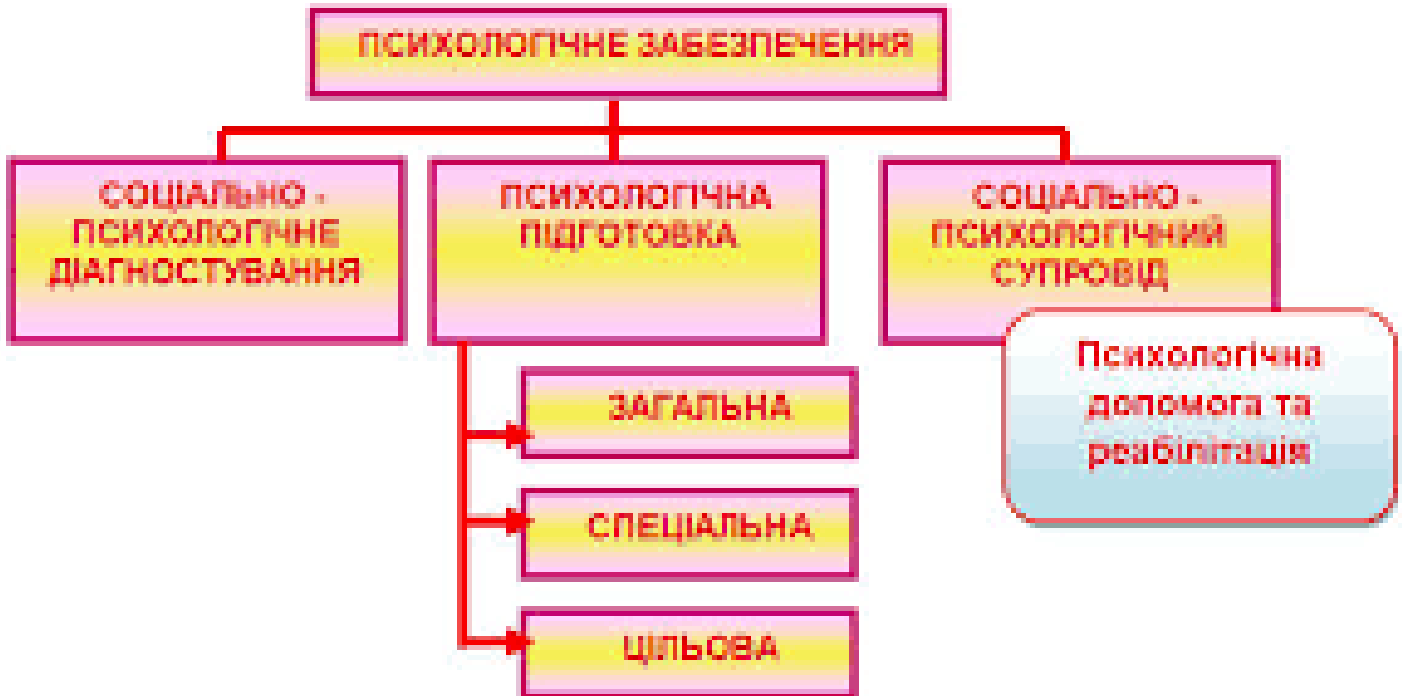 ПСИХОЛОГІЧНЕ ЗАБЕЗПЕЧЕННЯ
СОЦІАЛЬНО -
ПСИХОЛОГІЧНЕ
ДІАГНОСТУВАННЯ
ПСИХОЛОГІЧНА
ПІДГОТОВКА
СОЦІАЛЬНО -
ПСИХОЛОГІЧНИЙ
СУПРОВІД
Психологічна
допомога та
реабілітація
ЗАГАЛЬНА
СПЕЦІАЛЬНА
ЦІЛЬОВА